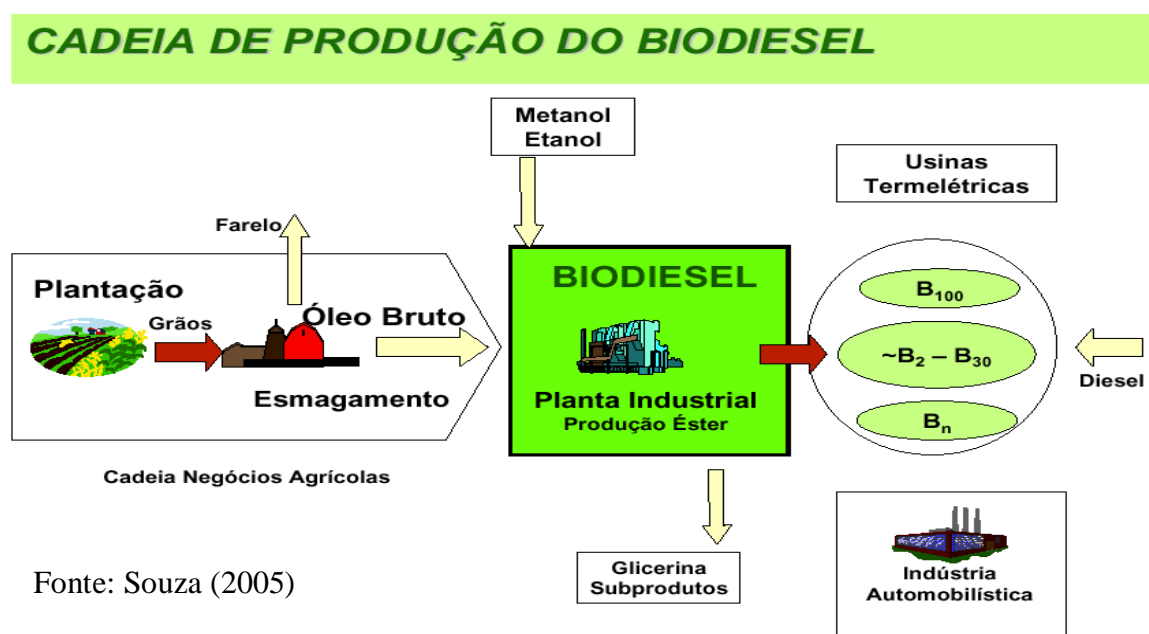 CADEIA DE PRODUÇÃO DO BIODIESEL
Metanol
Etanol
Usinas
Termelétricas
Farelo
Plantação
Grãos
Óleo Bruto
Esmagamento
Cadeia Negócios Agrícolas
BIODIESEL
Planta Industrial
Produção Éster
B100
~B2 – B30
Bn
Diesel
Glicerina
Subprodutos
Indústria
Automobilística
Fonte: Souza (2005)